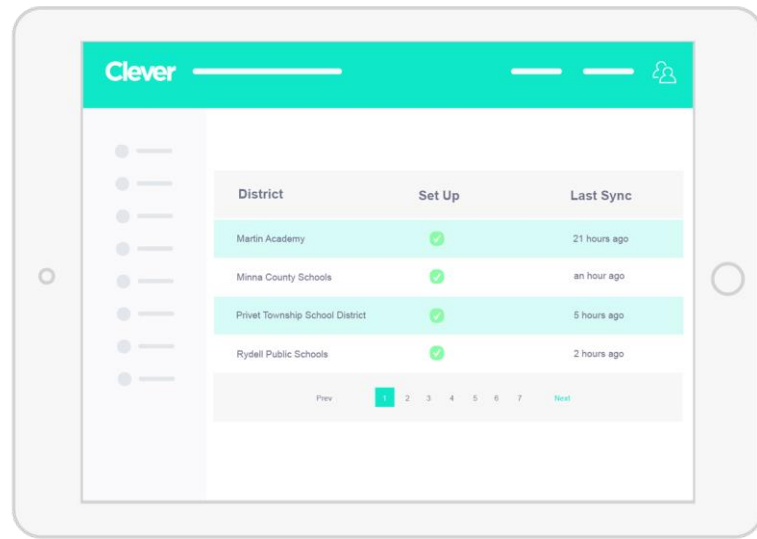 Clever
District Set Up Last Sync
Martin Academy 21 hours ago
Minna County Schools an hour ago
Privet Township School District 5 hours ago
Rydell Public Schools 2 hours ago
Prev 1 2 3 4 5 6 7 Next